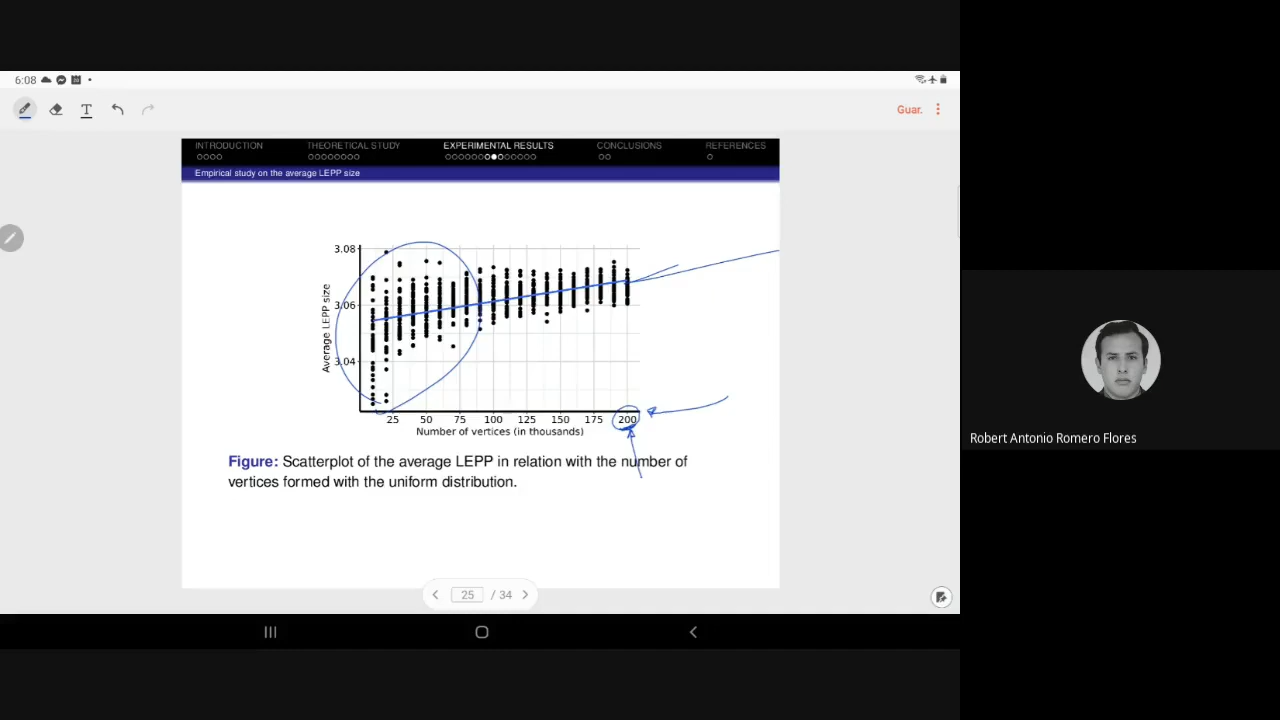 6:08
Guar.
INTRODUCTION THEORETICAL STUDY EXPERIMENTAL RESULTS CONCLUSIONS REFERENCES
Empirical study on the average LEPP size
3.08
3.06
3.04
Average LEPP size
25 50 75 100 125 150 175 200
Number of vertices (in thousands)
Figure: Scatterplot of the average LEPP in relation with the number of
vertices formed with the uniform distribution.
25 / 34
Robert Antonio Romero Flores